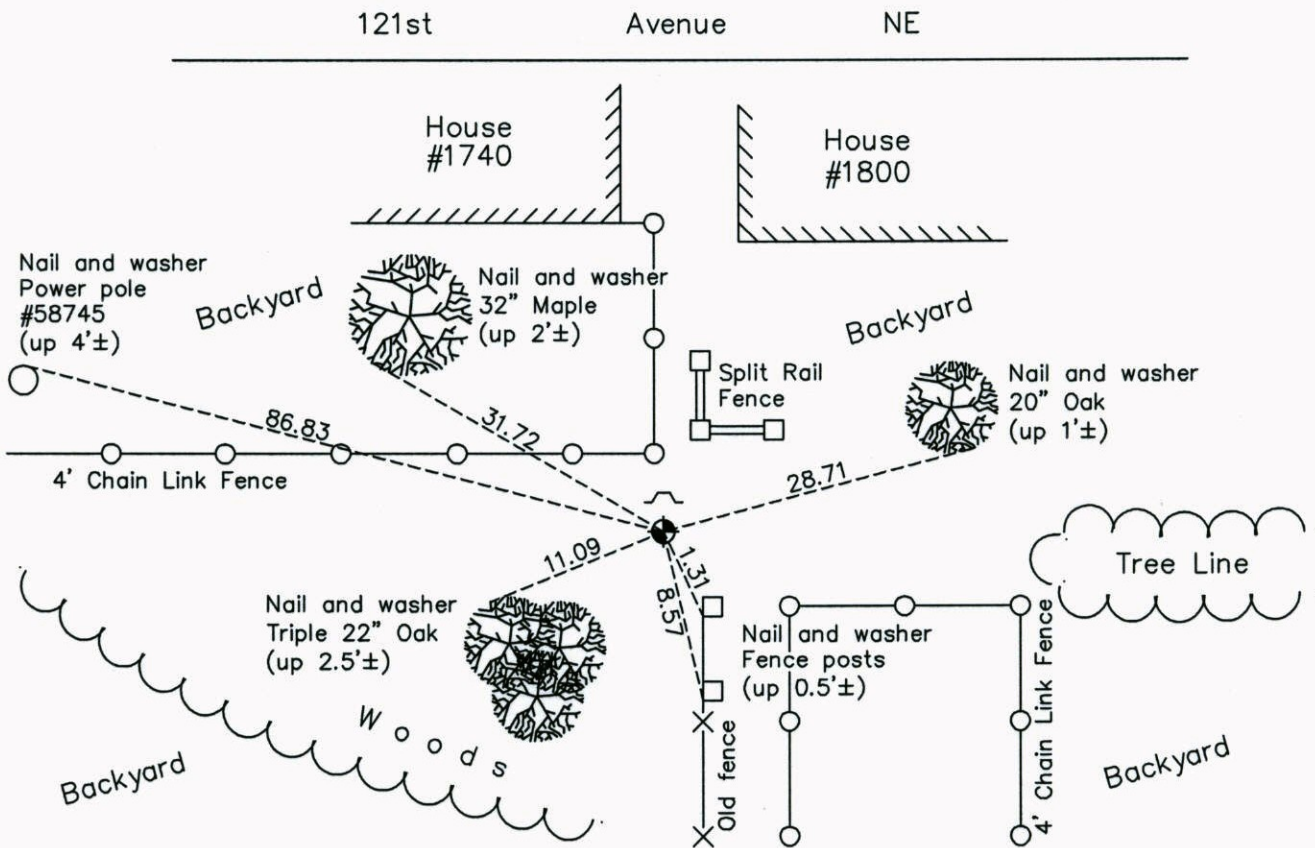 121st Avenue NE
House
#1740
House
#1800
Nail and washer
Power pole
#58745
(up 4'±)
Backyard
Nail and washer
32" Maple
(up 2'±)
Backyard
Split Rail
Fence
Nail and washer
20" Oak
(up 1'±)
86.83
31.72
28.71
4' Chain Link Fence
11.09
1.31
8.57
Tree Line
Nail and washer
Triple 22" Oak
(up 2.5'±)
Nail and washer
Fence posts
(up 0.5'±)
4' Chain Link Fence
Woods
Old fence
Backyard
Backyard